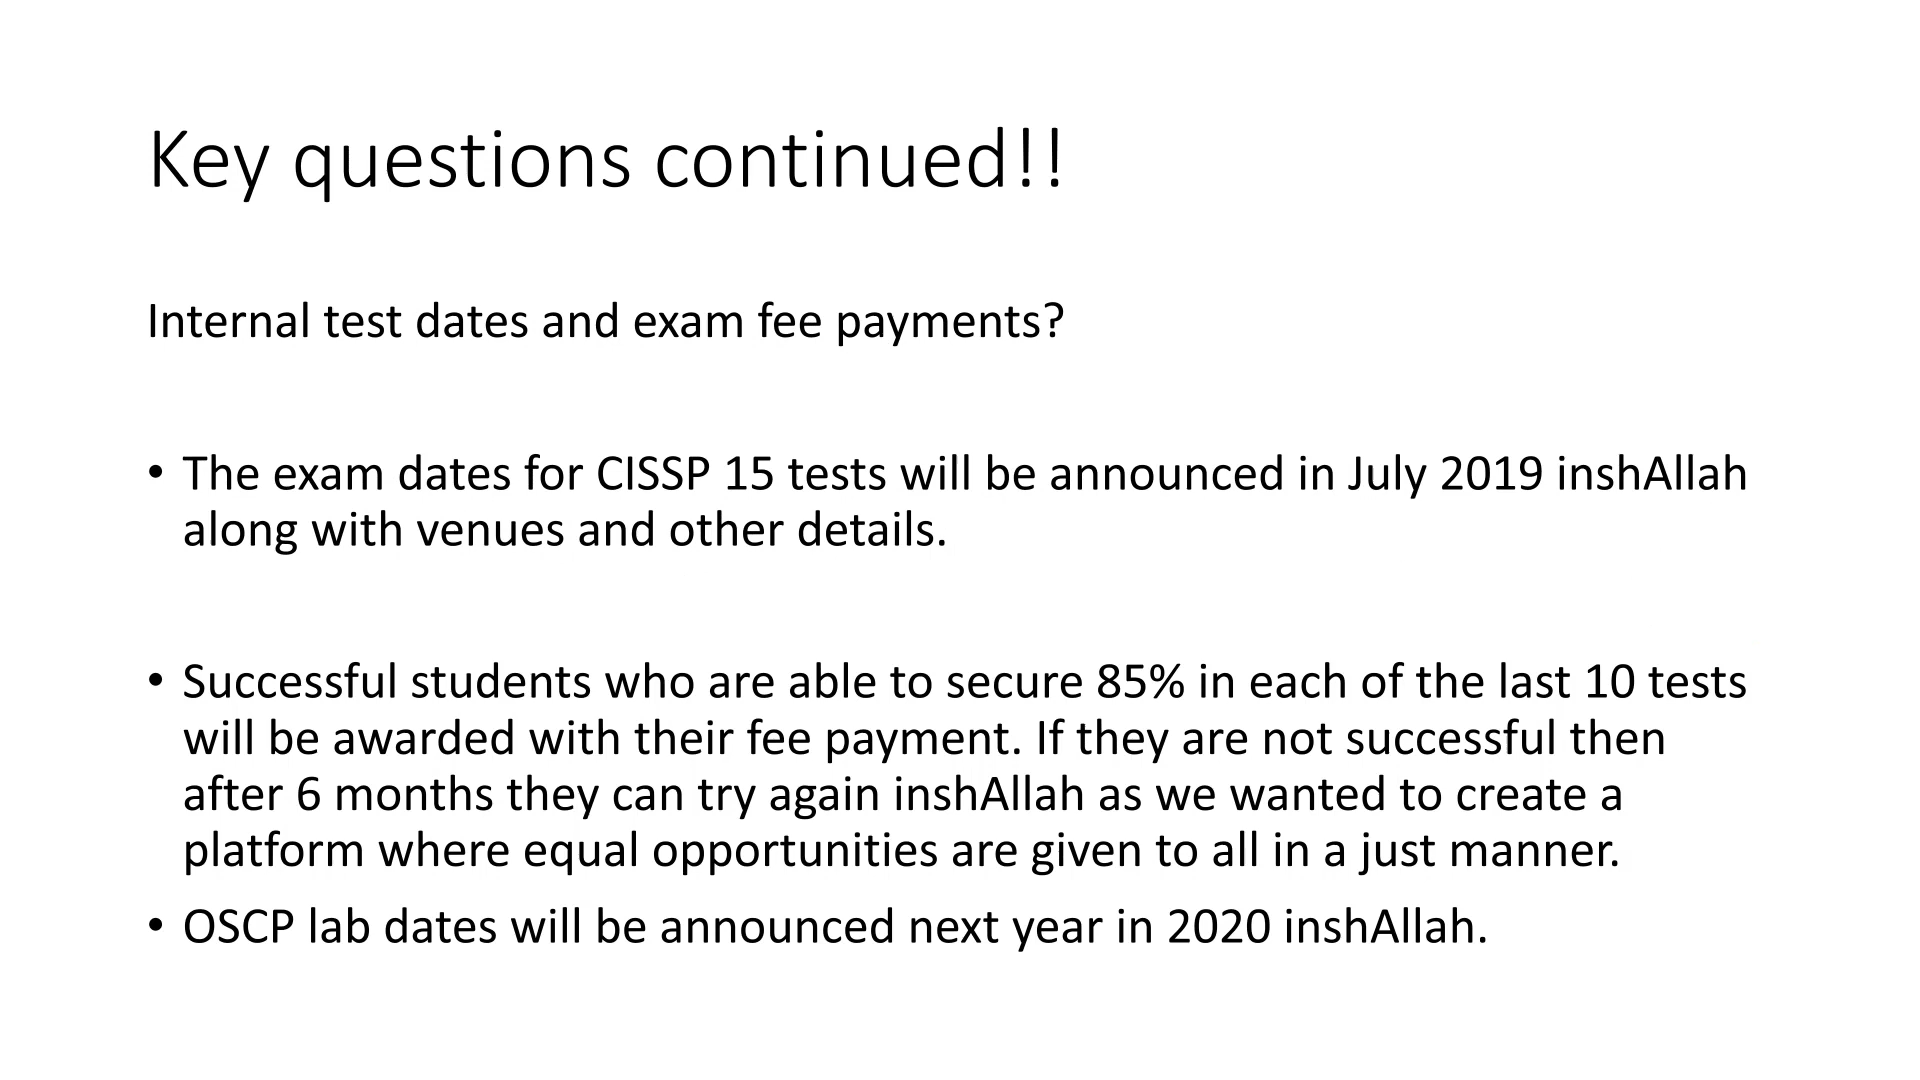 Key questions continued!!
Internal test dates and exam fee payments?
• The exam dates for CISSP 15 tests will be announced in July 2019 inshAllah
along with venues and other details.
• Successful students who are able to secure 85% in each of the last 10 tests
will be awarded with their fee payment. If they are not successful then
after 6 months they can try again inshAllah as we wanted to create a
platform where equal opportunities are given to all in a just manner.
• OSCP lab dates will be announced next year in 2020 inshAllah.